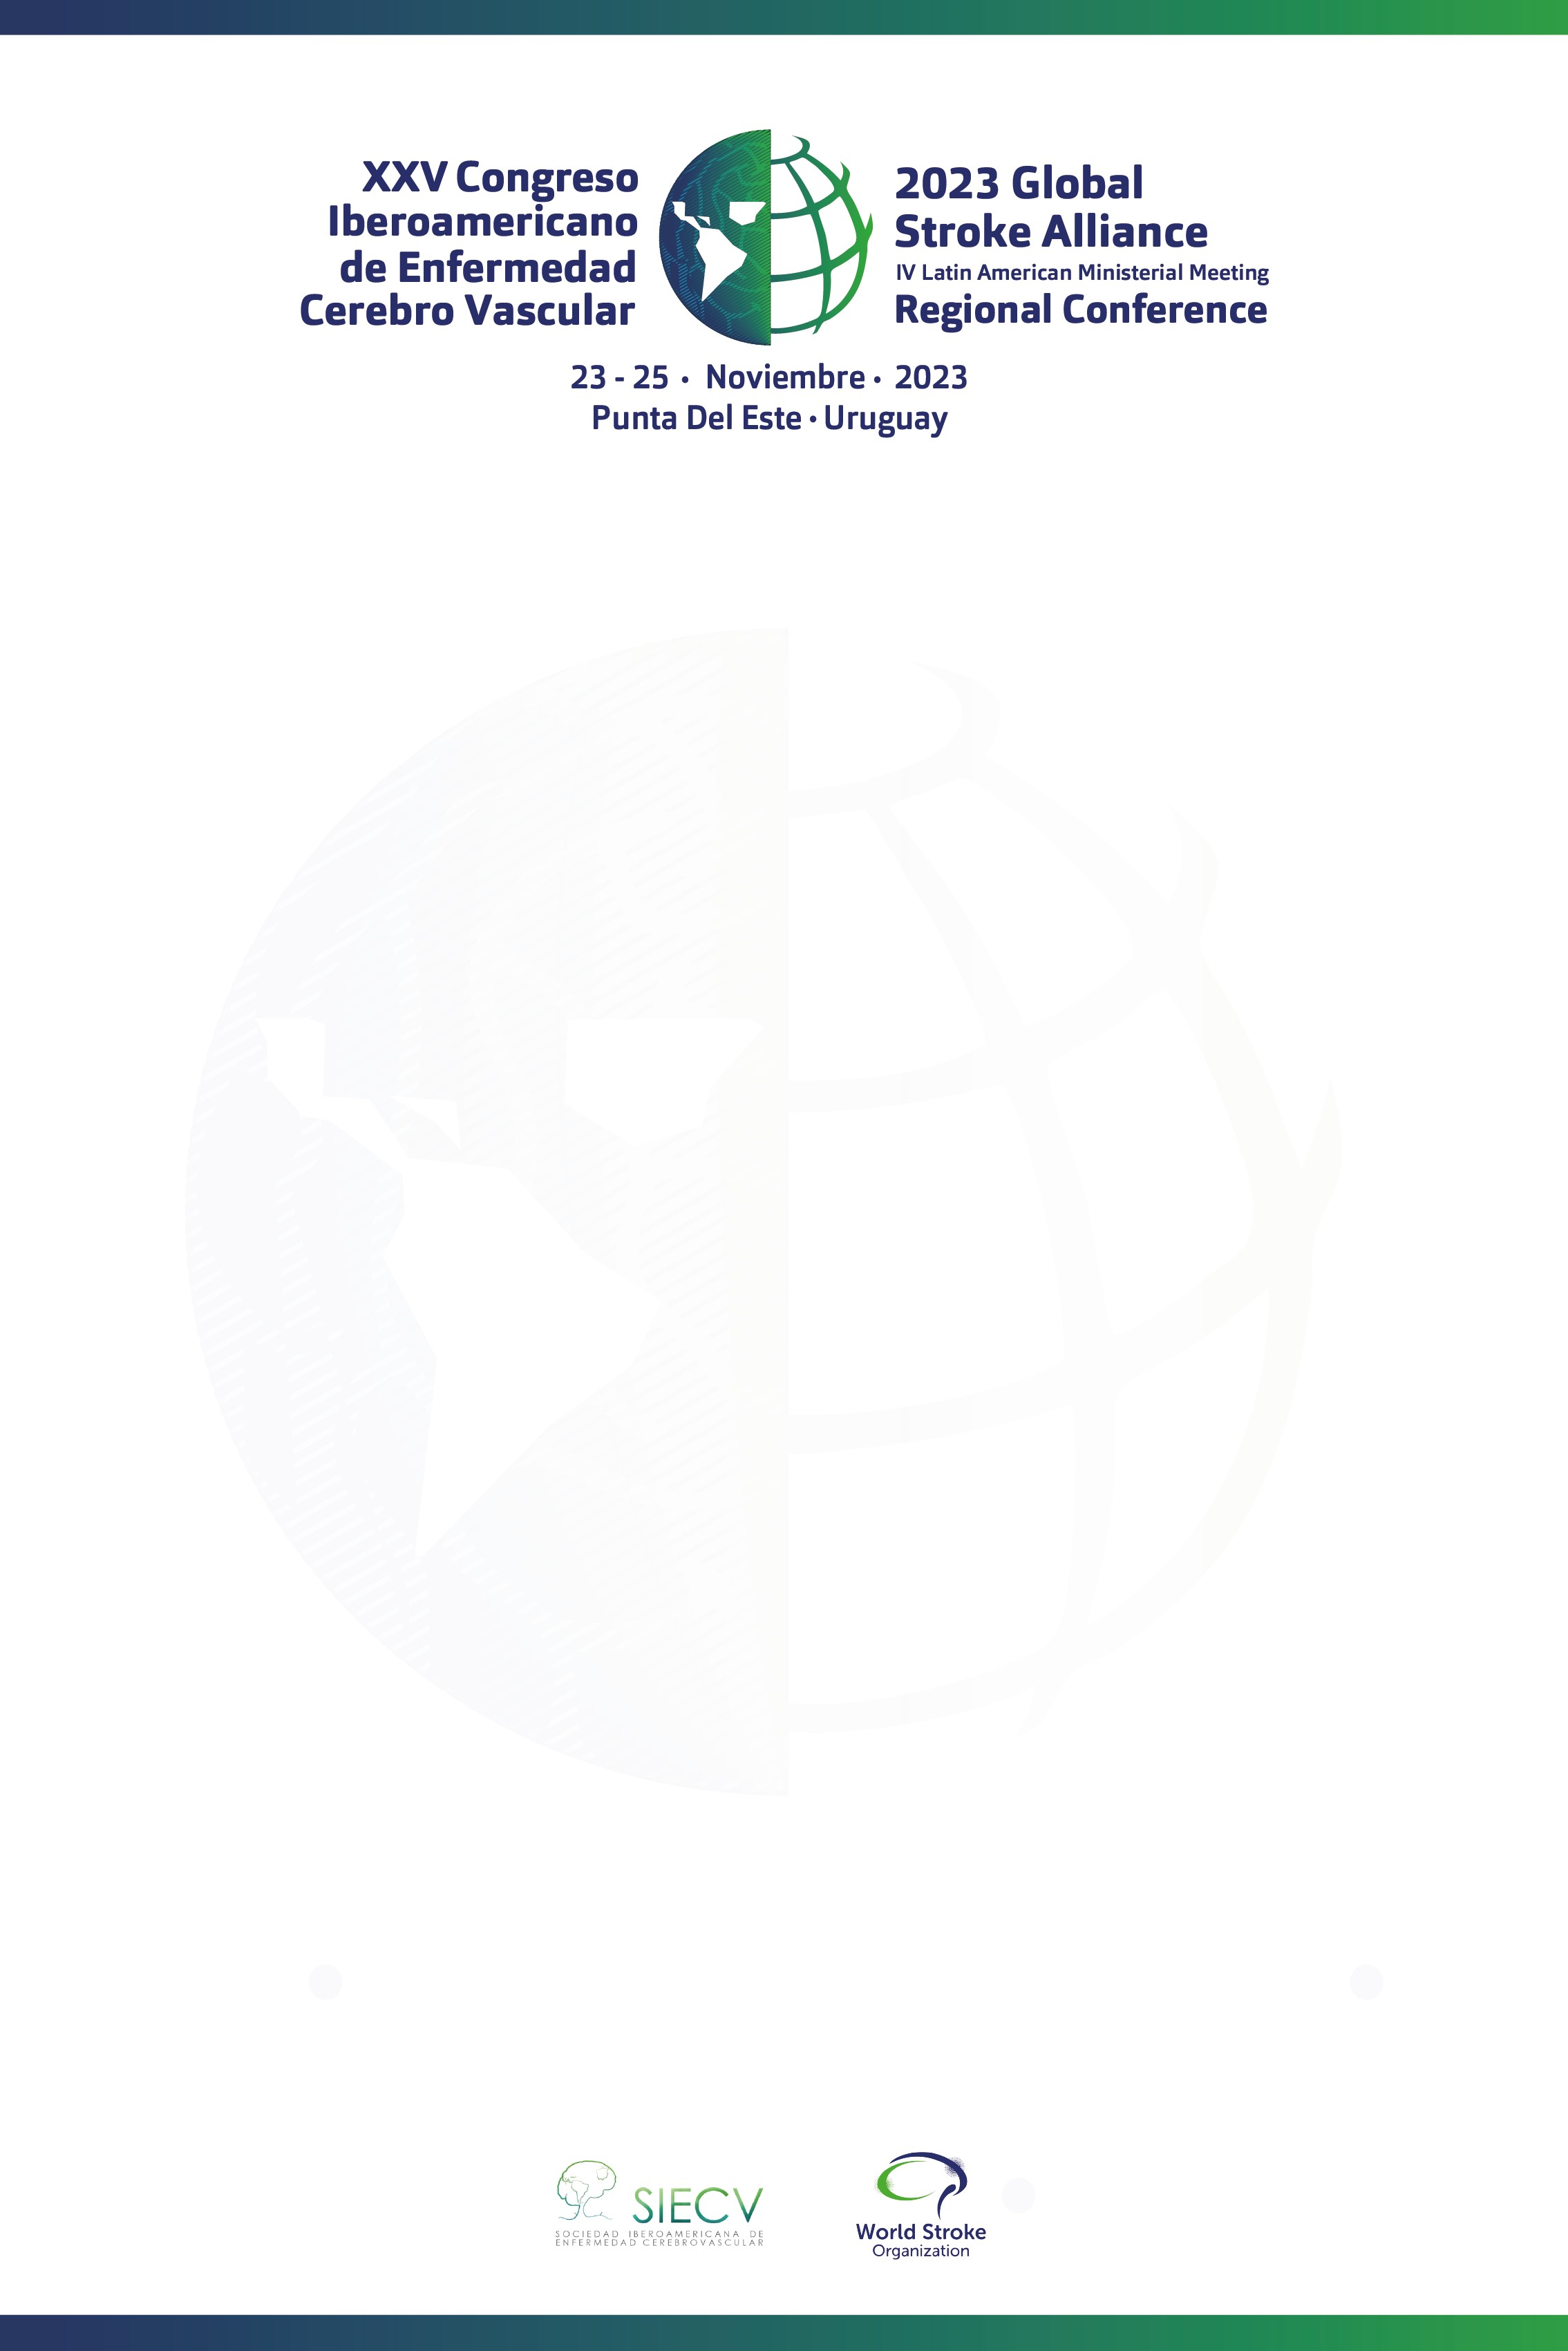 XXV Congreso
Iberoamericano
de Enfermedad
Cerebro Vascular
2023 Global
Stroke Alliance
IV Latin American Ministerial Meeting
Regional Conference
23 - 25 • Noviembre • 2023
Punta Del Este • Uruguay
SIECV
SOCIEDAD IBEROAMERICANA DE
ENFERMEDAD CEREBROVASCULAR
World Stroke
Organization